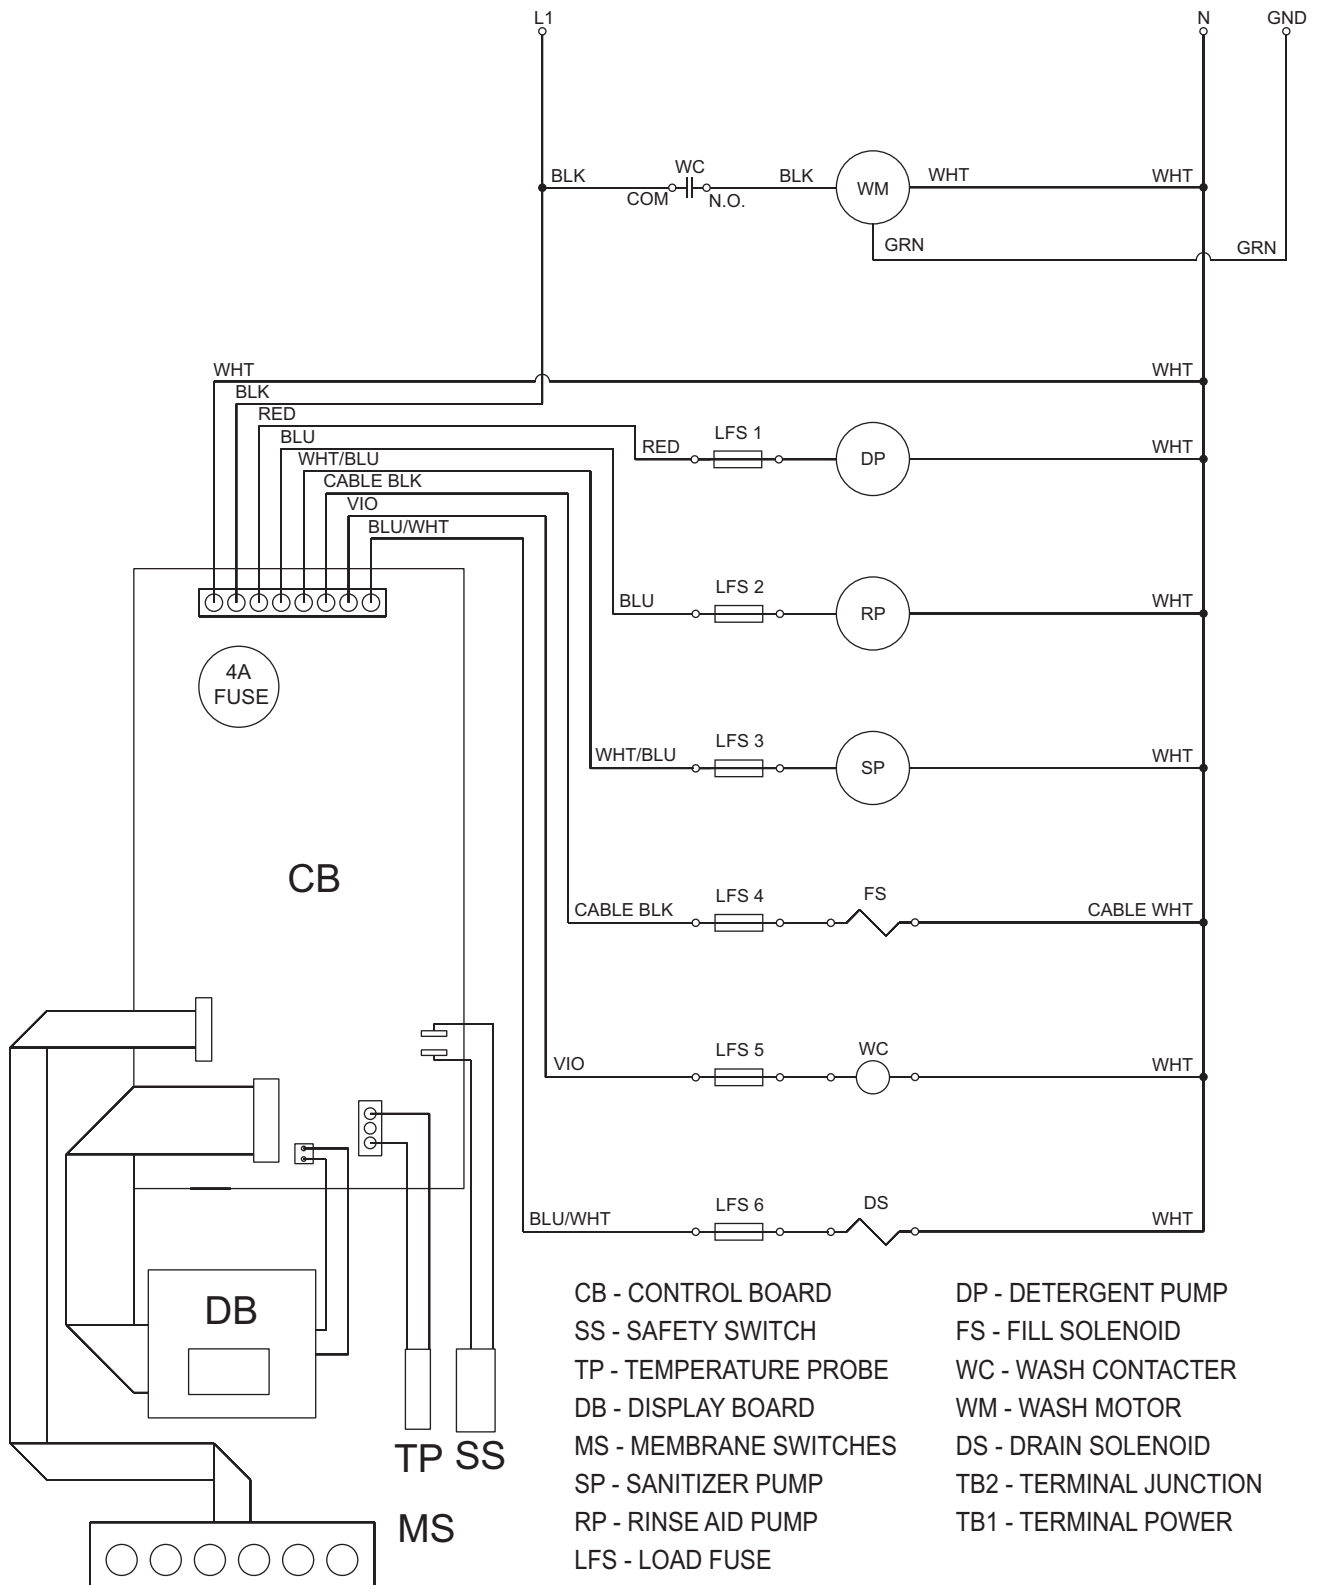 L1
N
GND
BLK
WC
BLK
WM
WHT
WHT
COM
N.O.
GRN
GRN
WHT
WHT
BLK
RED
BLU
WHT/BLU
CABLE BLK
VIO
BLU/WHT
RED
LFS 1
DP
WHT
BLU
LFS 2
RP
WHT
4A
FUSE
WHT/BLU
LFS 3
SP
WHT
CB
CABLE BLK
LFS 4
FS
CABLE WHT
VIO
LFS 5
WC
WHT
BLU/WHT
LFS 6
DS
WHT
DB
TP
SS
MS
CB - CONTROL BOARD
SS - SAFETY SWITCH
TP - TEMPERATURE PROBE
DB - DISPLAY BOARD
MS - MEMBRANE SWITCHES
SP - SANITIZER PUMP
RP - RINSE AID PUMP
LFS - LOAD FUSE
DP - DETERGENT PUMP
FS - FILL SOLENOID
WC - WASH CONTACTER
WM - WASH MOTOR
DS - DRAIN SOLENOID
TB2 - TERMINAL JUNCTION
TB1 - TERMINAL POWER